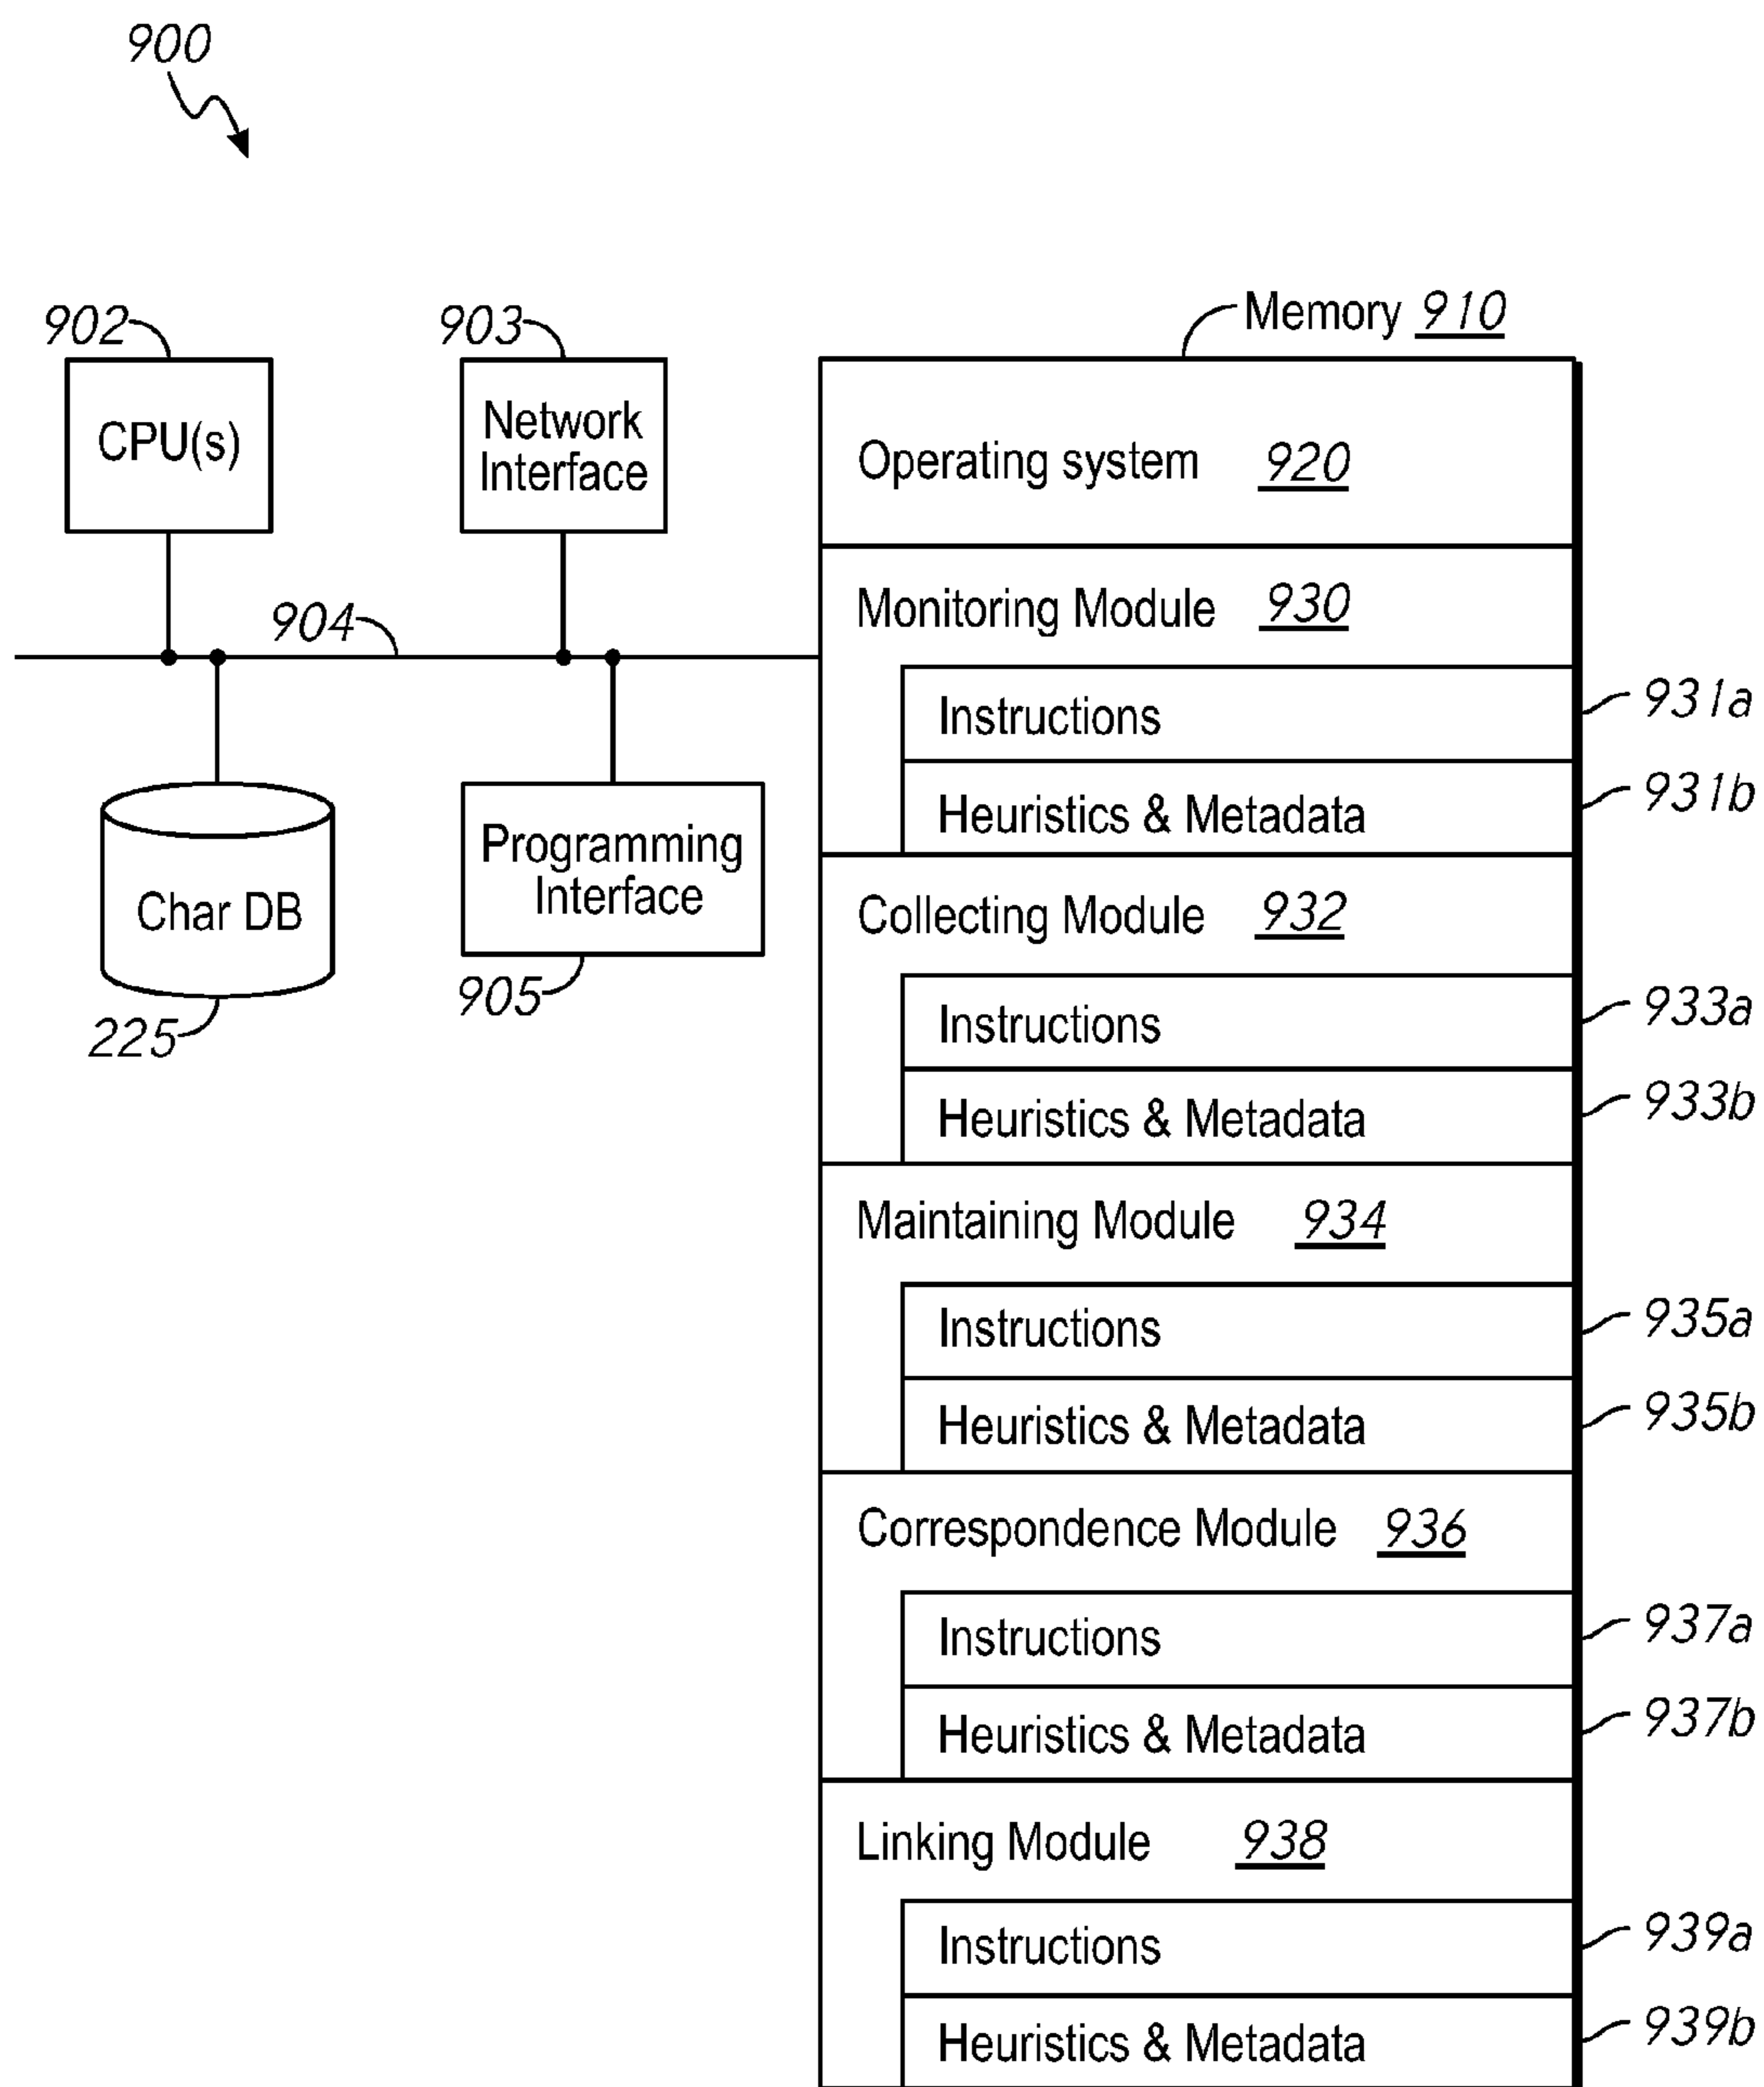 900
902
CPU(s)
903
Network
Interface
904
Char DB
225
Programming
Interface
905
Memory 910
Operating system 920
Monitoring Module 930
Instructions 931a
Heuristics & Metadata 931b
Collecting Module 932
Instructions 933a
Heuristics & Metadata 933b
Maintaining Module 934
Instructions 935a
Heuristics & Metadata 935b
Correspondence Module 936
Instructions 937a
Heuristics & Metadata 937b
Linking Module 938
Instructions 939a
Heuristics & Metadata 939b